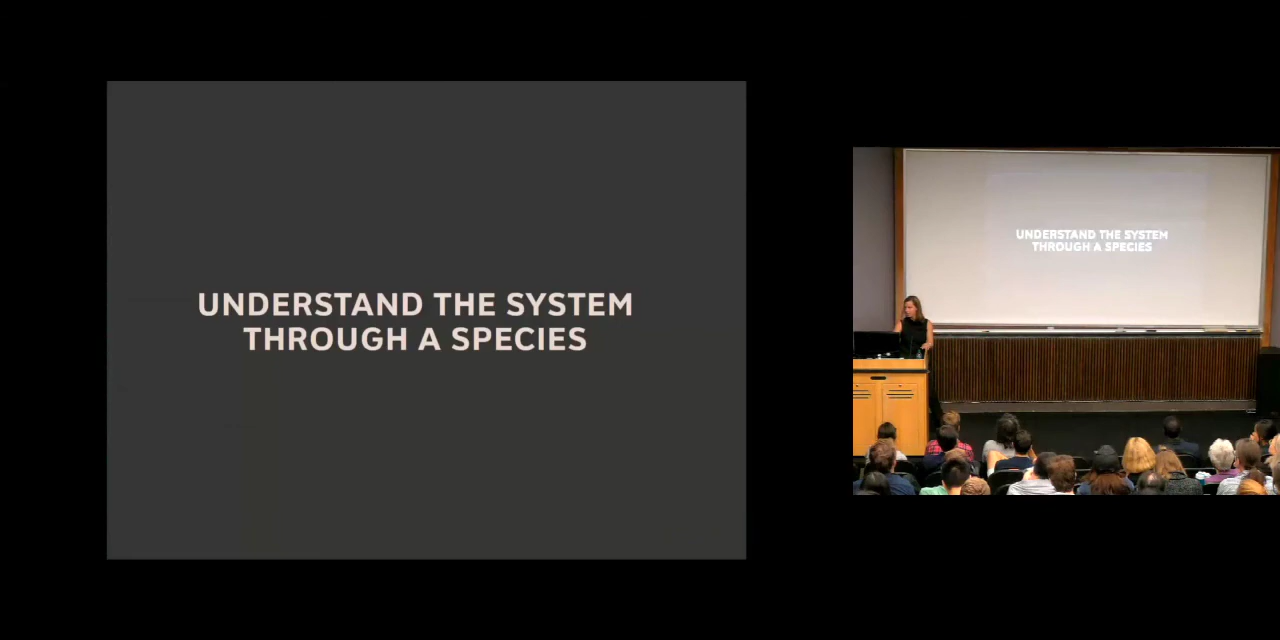 UNDERSTAND THE SYSTEM
THROUGH A SPECIES
UNDERSTAND THE SYSTEM
THROUGH A SPECIES